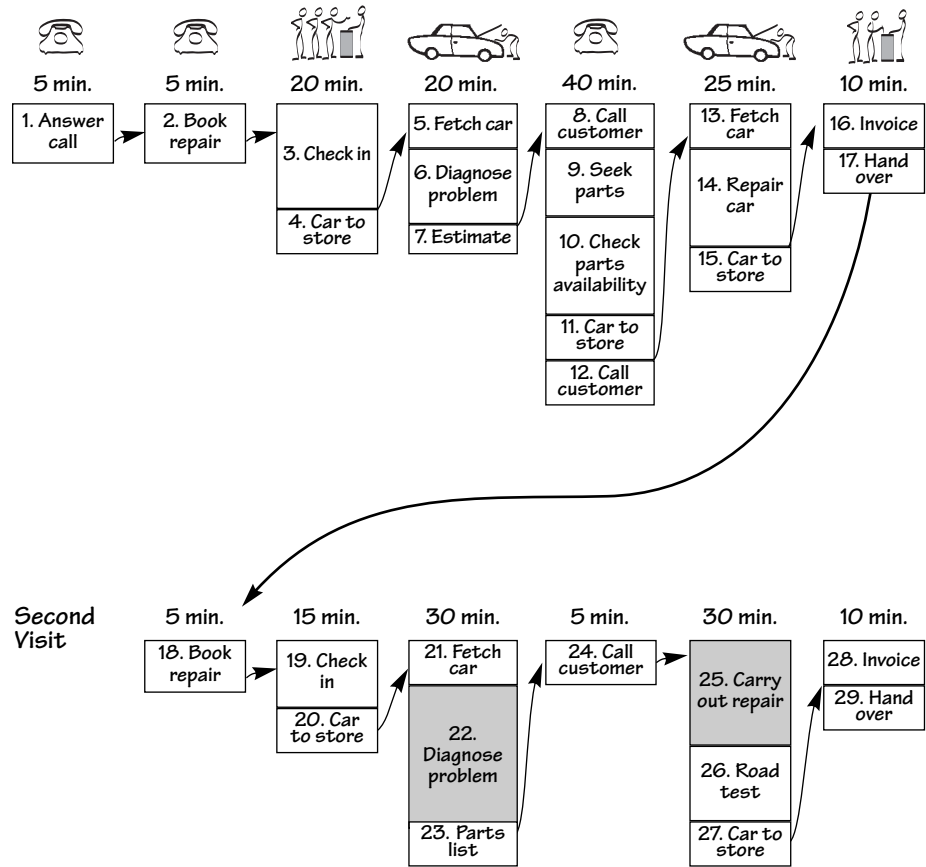 5 min.
5 min.
20 min.
20 min.
40 min.
25 min.
10 min.
1. Answer
call
2. Book
repair
3. Check in
4. Car to
store
5. Fetch car
6. Diagnose
problem
7. Estimate
8. Call
customer
9. Seek
parts
10. Check
parts
availability
11. Car to
store
12. Call
customer
13. Fetch
car
14. Repair
car
15. Car to
store
16. Invoice
17. Hand
over
Second
Visit
5 min.
15 min.
30 min.
5 min.
30 min.
10 min.
18. Book
repair
19. Check
in
20. Car
to store
21. Fetch
car
22.
Diagnose
problem
23. Parts
list
24. Call
customer
25. Carry
out repair
26. Road
test
27. Car to
store
28. Invoice
29. Hand
over